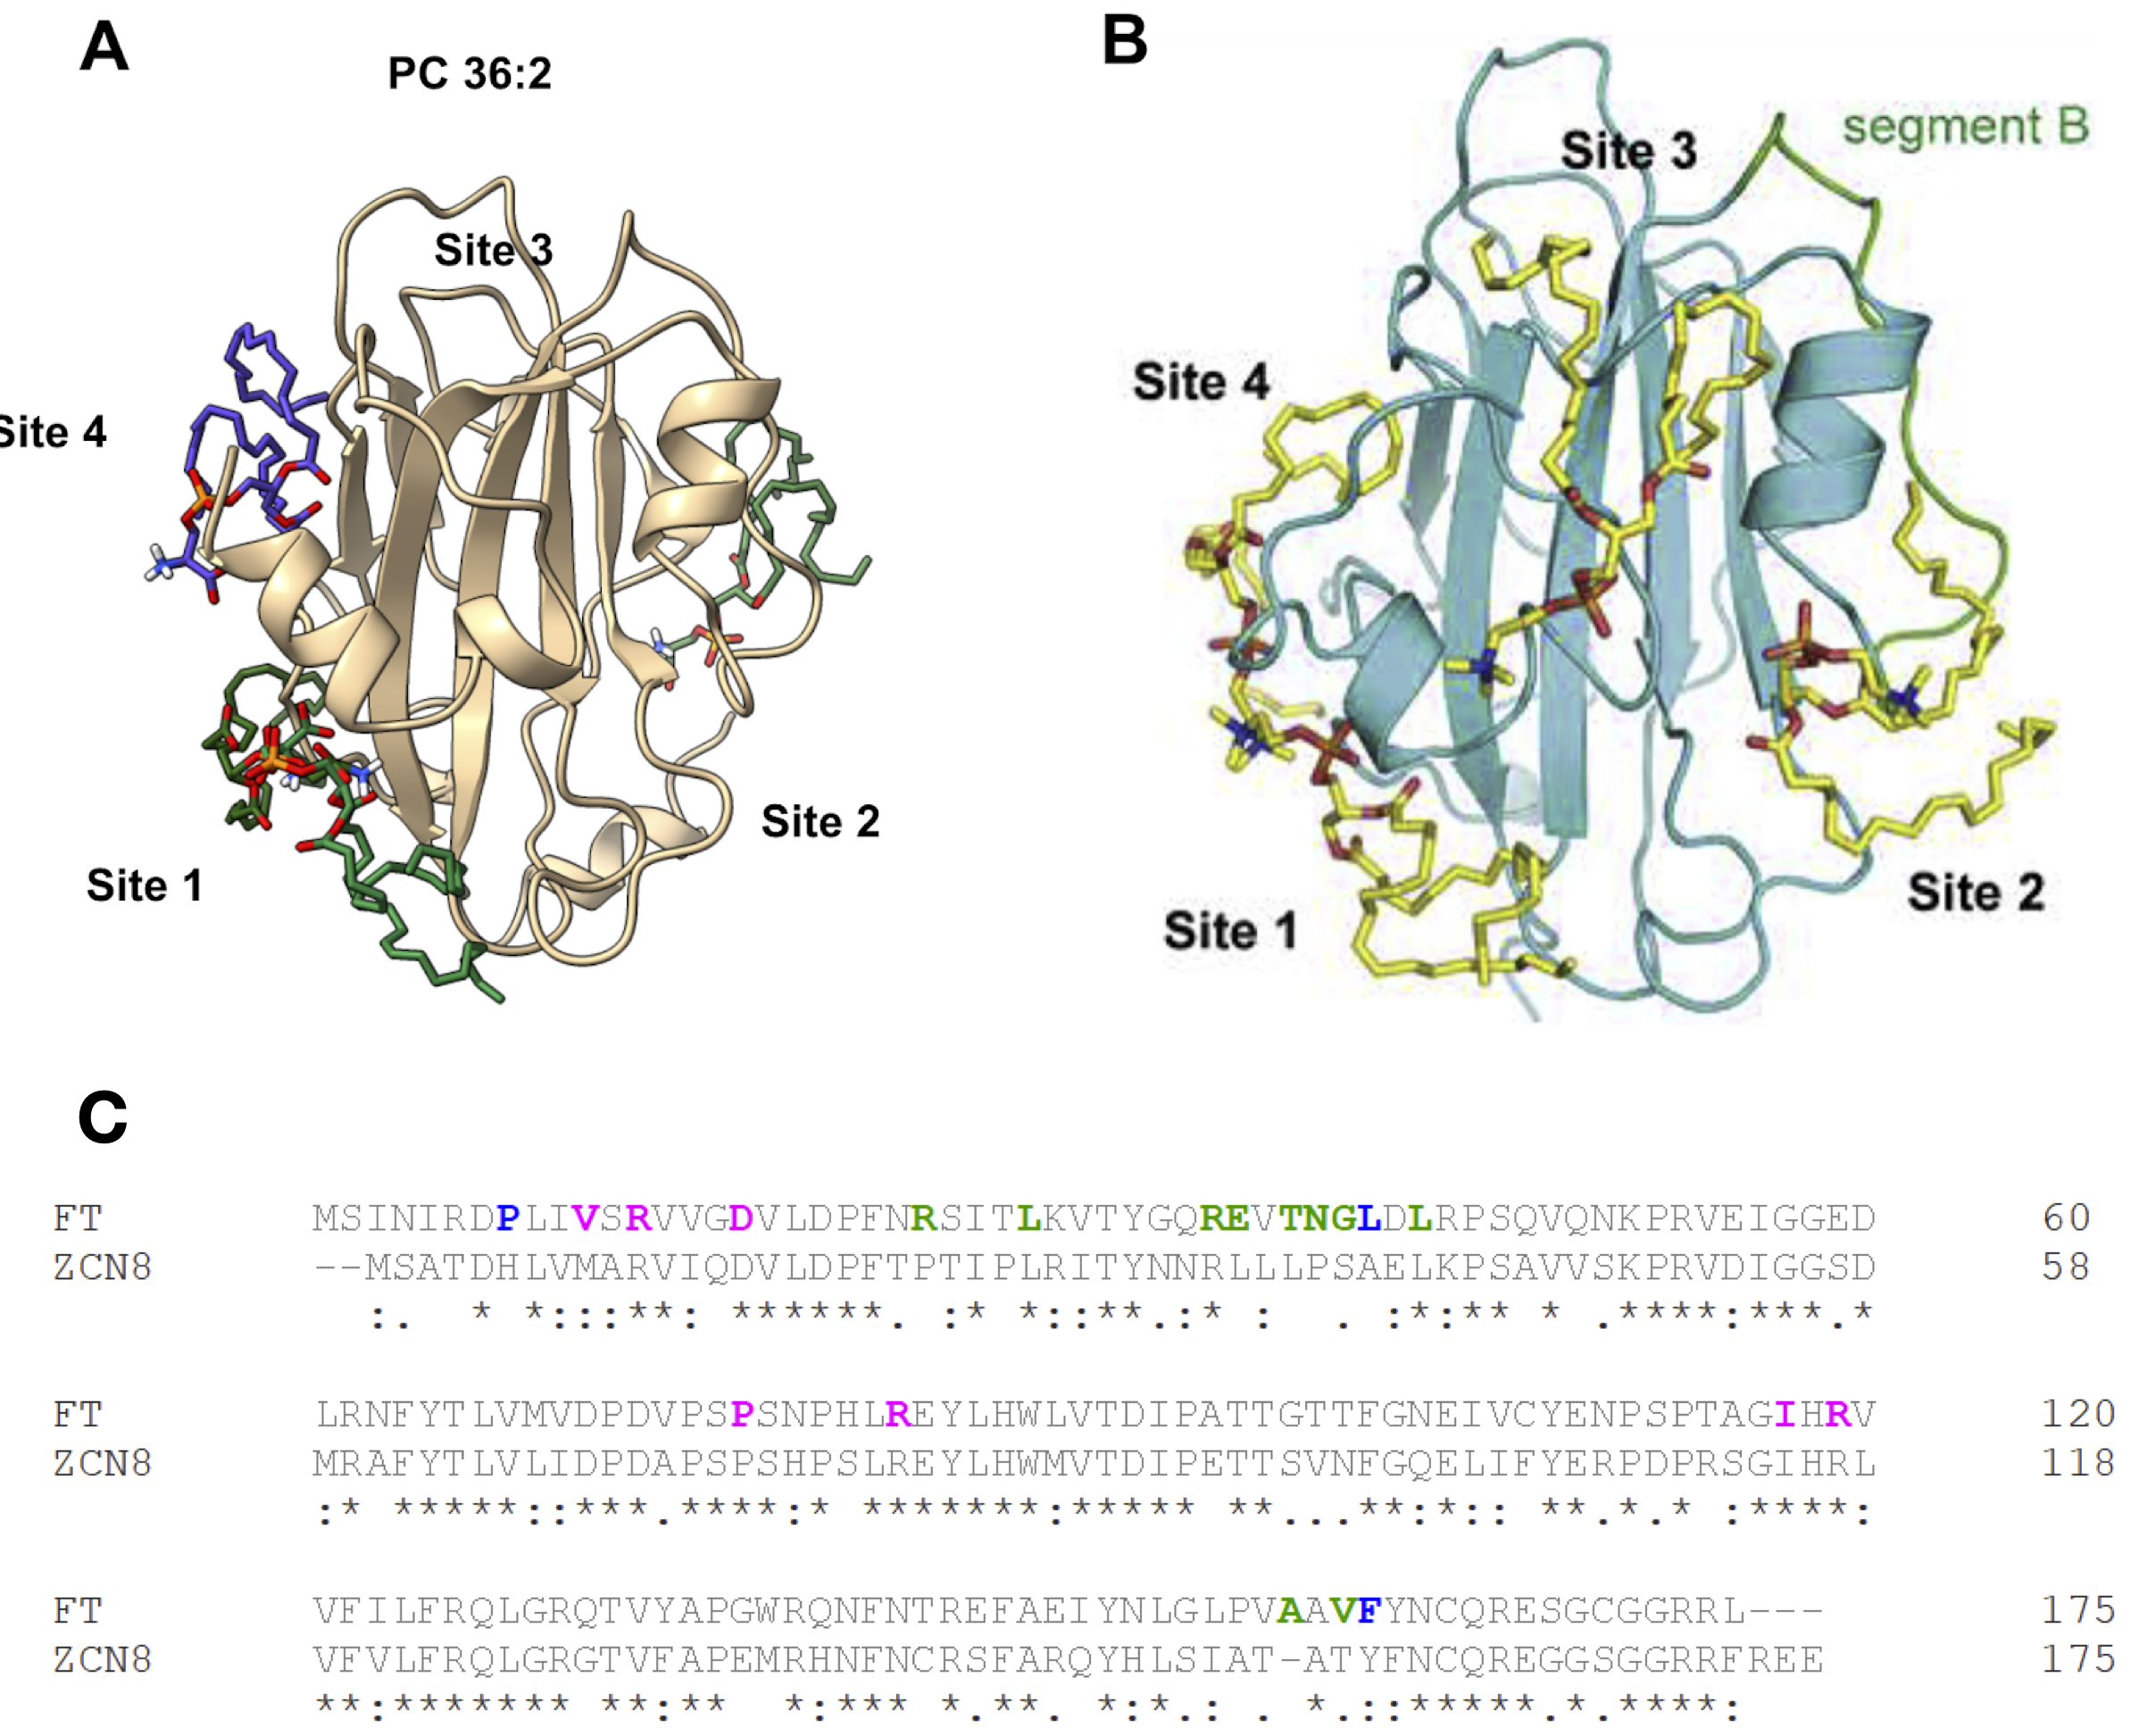 A
B
PC 36:2
segment B
Site 3
Site 3
Site 4
Site 4
Site 2
Site 1
Site 2
Site 1
C
FT MSINIRDPLIVSRVVGDVLDPFNRSITLKVTYGQREVTNGLDLRPSQVQNKPRVEIGGED 60
ZCN8 --MSATDHLVMARVIQDVLDPFTPTIPLRITYNNRLLLPSAELKPSAVVSKPRVDIGGSD 58
:.  * *:::**: ******. :* *::**.:* :  . :*:** * .****:***.*
FT LRNFYTLVMVDPDVPSPSNPHLREYLHWLVTDIPATTGTTFGNEIVCYENPSPTAGIHRV 120
ZCN8 MRAFYTLVLIDPDAPSPSHPSLREYLHWMVTDIPETTSVNFGQELIFYERPDPRSGIHRL 118
:* *****::***.****:* *******:***** **...**:*:: **.*.* :****:
FT VFILFRQLGRQTVYAPGWRQNFNTREFAEIYNLGLPVAAVFYNCQRESGCGGRRL--- 175
ZCN8 VFVLFRQLGRGTVFAPEMRHNFNCRSFARQYHLSIAT-ATYFNCQREGGSGGRRFREE 175
**:******* **:**  *:*** *.**. *:*.: . *.::*****.*.****: